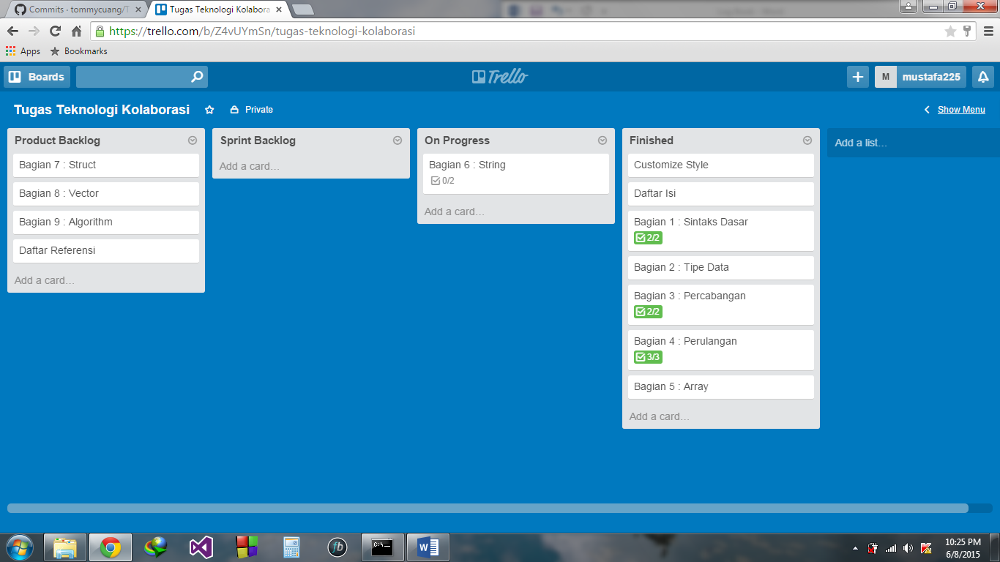 Commits · tommycuang/T
Tugas Teknologi Kolabora
https://trello.com/b/Z4vUYmSn/tugas-teknologi-kolaborasi
Apps
Bookmarks
Boards
Trello
M
mustafa225
Tugas Teknologi Kolaborasi
Private
Show Menu
Product Backlog
Bagian 7 : Struct
Bagian 8 : Vector
Bagian 9 : Algorithm
Daftar Referensi
Add a card...
Sprint Backlog
Add a card...
On Progress
Bagian 6 : String
0/2
Add a card...
Finished
Customize Style
Daftar Isi
Bagian 1 : Sintaks Dasar
2/2
Bagian 2 : Tipe Data
Bagian 3 : Percabangan
2/2
Bagian 4 : Perulangan
3/3
Bagian 5 : Array
Add a card...
Add a list...
10:25 PM
6/8/2015